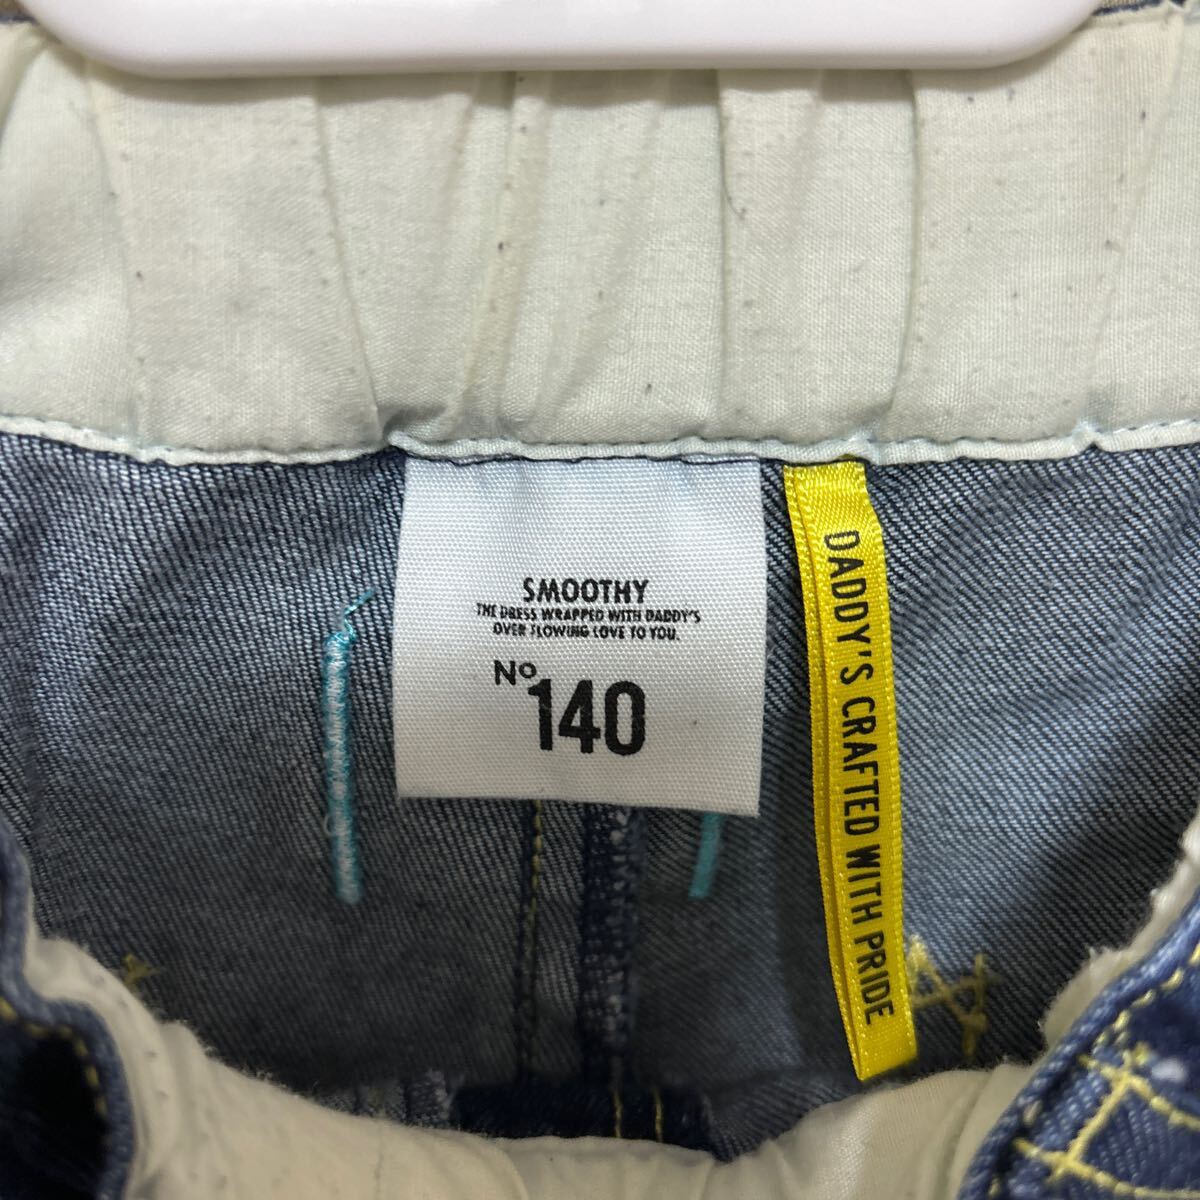 SMOOTHY
THE DRESS WRAPPED WITH DADDY'S
OVER FLOWING LOVE TO YOU.
No 140
DADDY'S CRAFTED WITH PRIDE